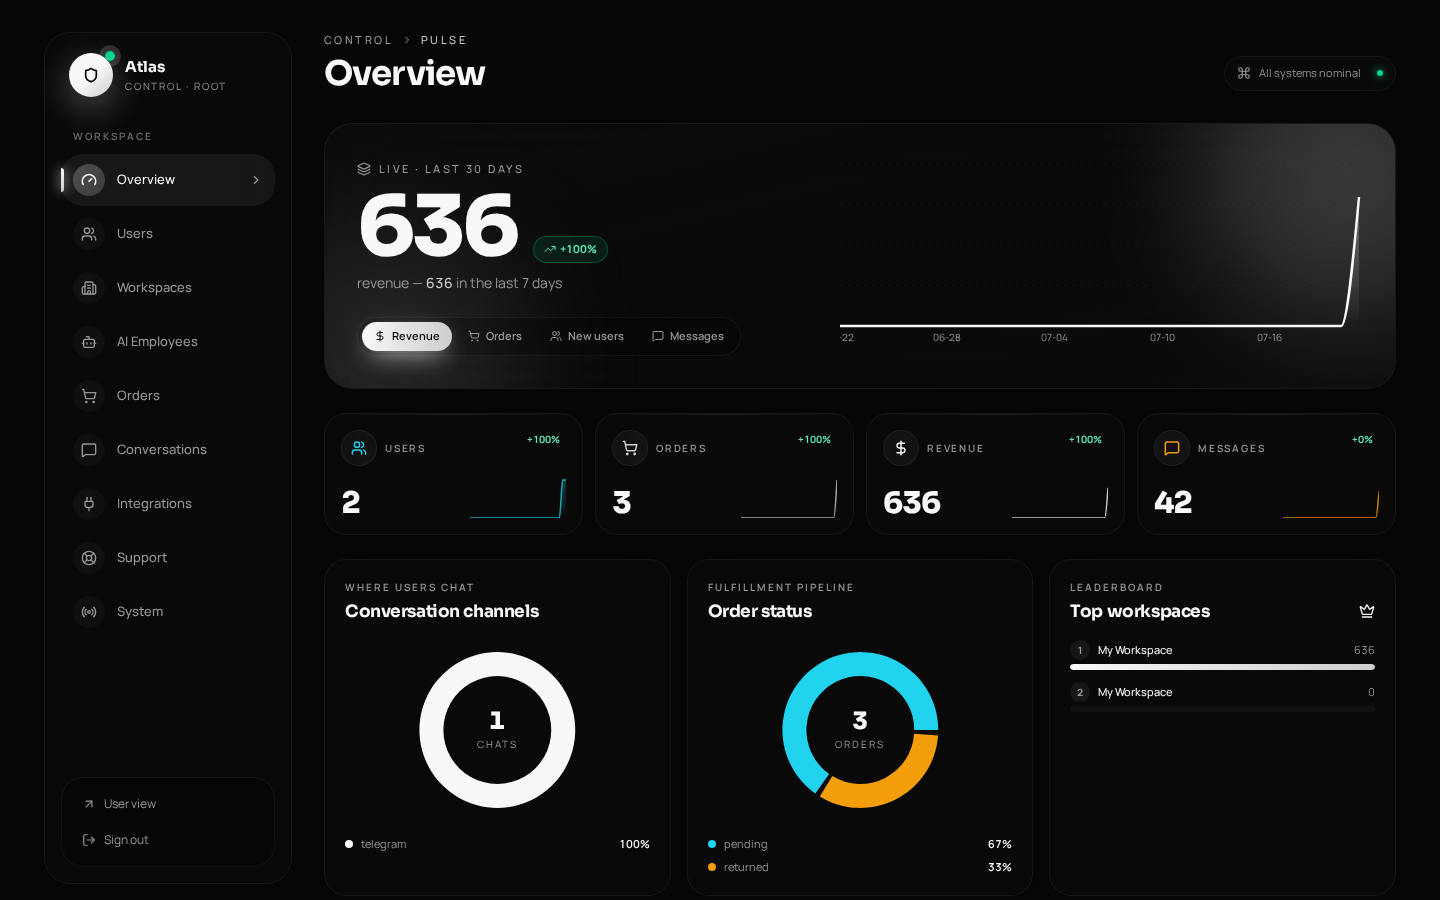 Atlas
CONTROL · ROOT
WORKSPACE
Overview
Users
Workspaces
AI Employees
Orders
Conversations
Integrations
Support
System
User view
Sign out
CONTROL > PULSE
Overview
All systems nominal
LIVE · LAST 30 DAYS
636
+100%
revenue — 636 in the last 7 days
Revenue
Orders
New users
Messages
-22 06-28 07-04 07-10 07-16
USERS +100%
2
ORDERS +100%
3
REVENUE +100%
636
MESSAGES +0%
42
WHERE USERS CHAT
Conversation channels
1
CHATS
telegram 100%
FULFILLMENT PIPELINE
Order status
3
ORDERS
pending 67%
returned 33%
LEADERBOARD
Top workspaces
1 My Workspace 636
2 My Workspace 0